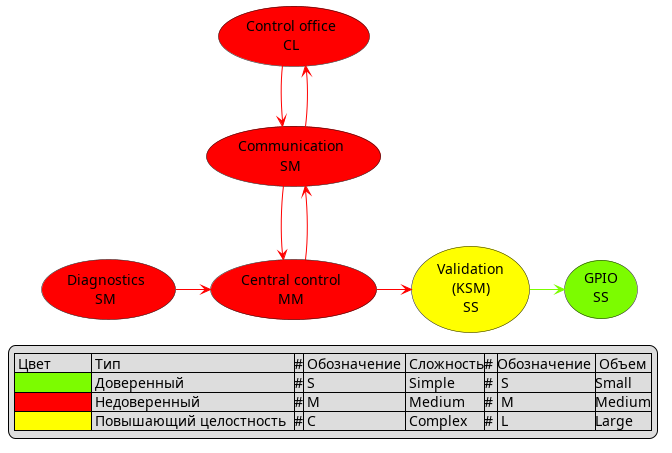 Control office
CL
Communication
SM
Diagnostics
SM
Central control
MM
Validation
(KSM)
SS
GPIO
SS
Цвет Тип # Обозначение Сложность # Обозначение Объем
Доверенный # S Simple # S Small
Недоверенный # M Medium # M Medium
Повышающий целостность # C Complex # L Large